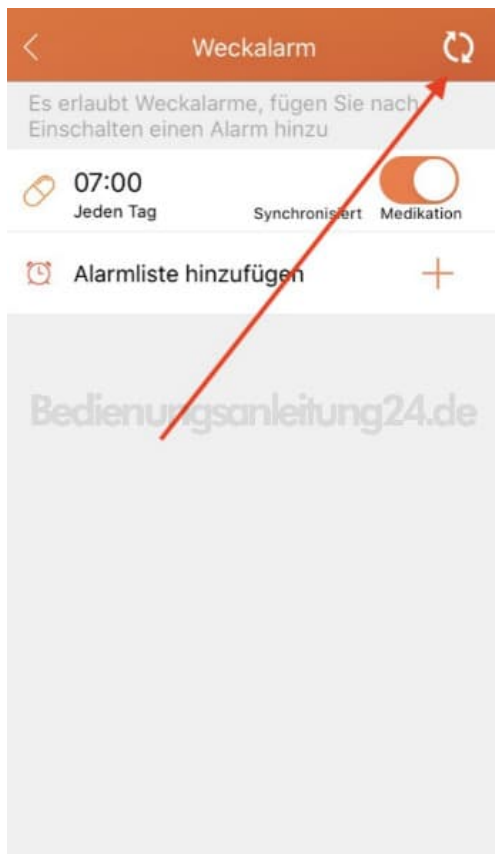 Weckalarm
Es erlaubt Weckalarme, fügen Sie nach
Einschalten einen Alarm hinzu
07:00
Jeden Tag
Synchronisiert
Medikation
Alarmliste hinzufügen
Bedienungsanleitung24.de